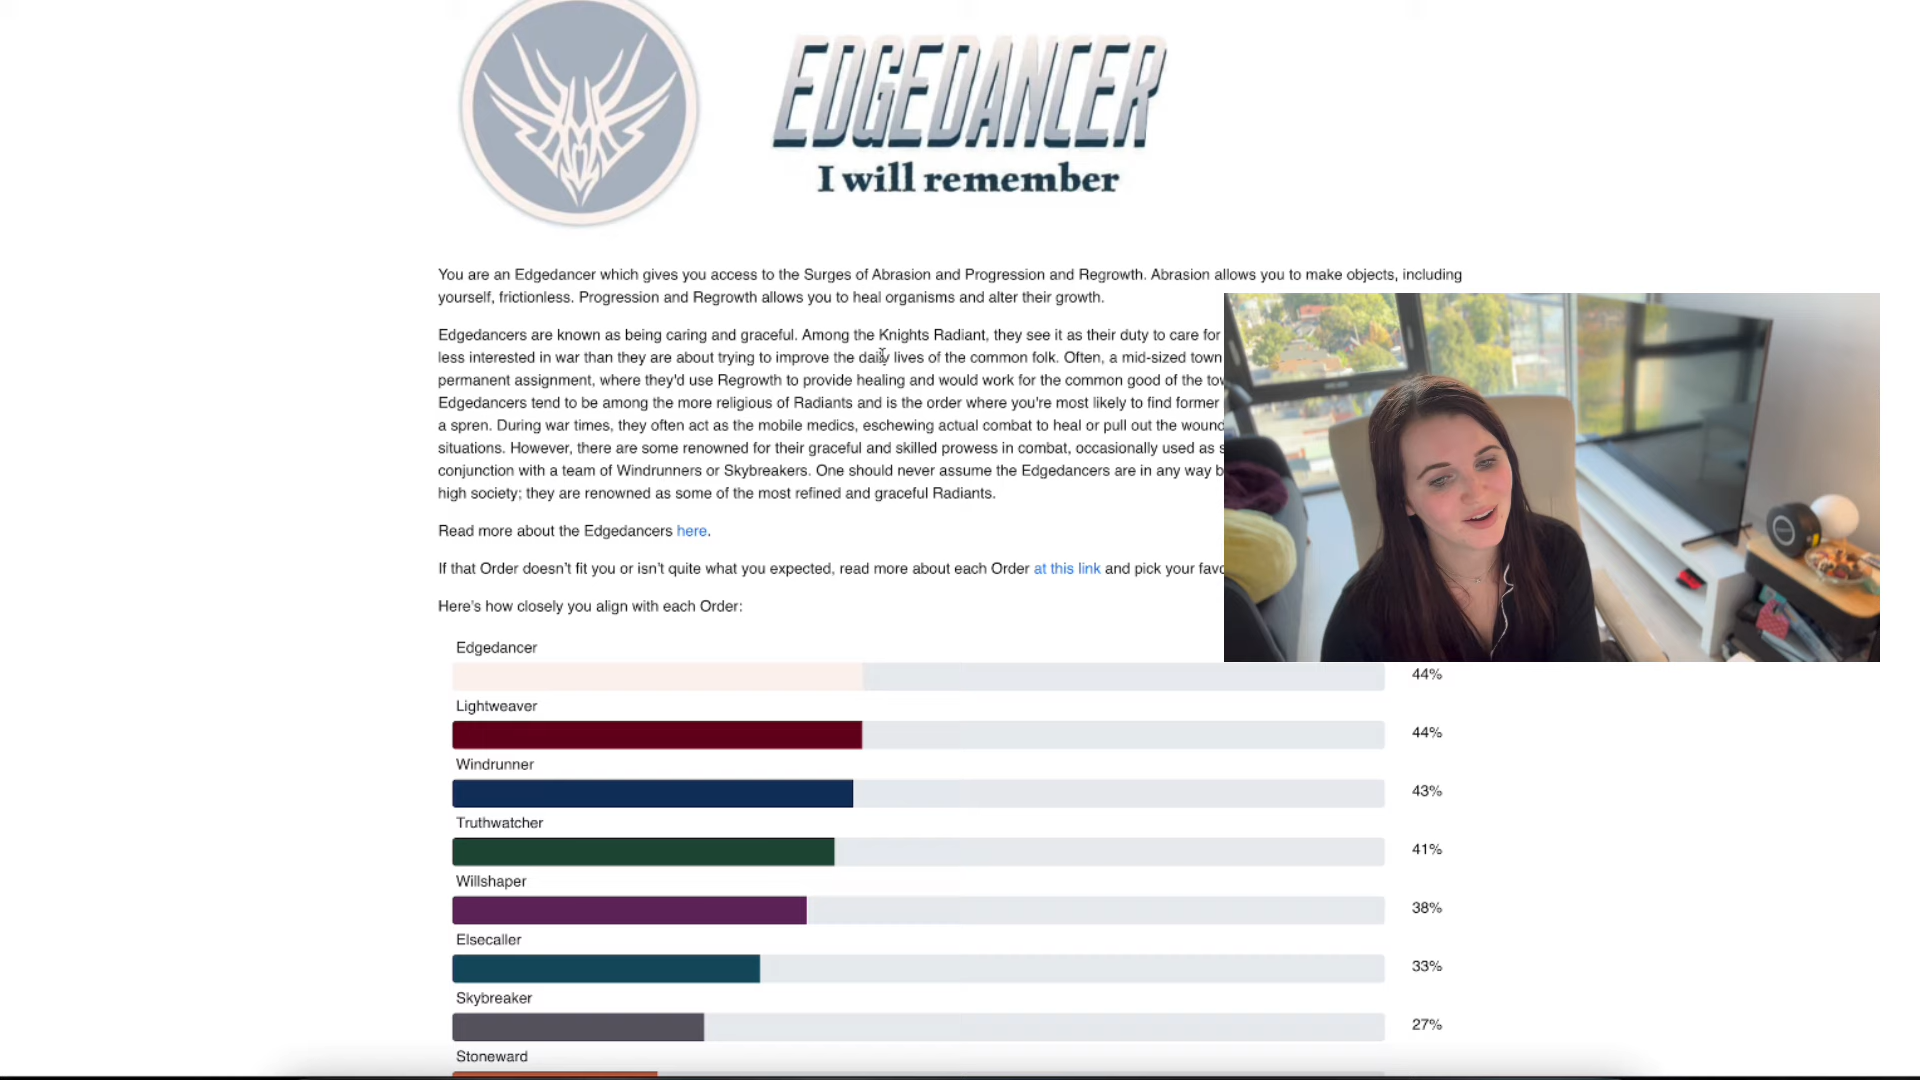 EDGEDANCER
I will remember
You are an Edgedancer which gives you access to the Surges of Abrasion and Progression and Regrowth. Abrasion allows you to make objects, including
yourself, frictionless. Progression and Regrowth allows you to heal organisms and alter their growth.
Edgedancers are known as being caring and graceful. Among the Knights Radiant, they see it as their duty to care for
less interested in war than they are about trying to improve the daily lives of the common folk. Often, a mid-sized town
permanent assignment, where they'd use Regrowth to provide healing and would work for the common good of the
Edgedancers tend to be among the more religious of Radiants and is the order where you're most likely to find former
a spren. During war times, they often act as the mobile medics, eschewing actual combat to heal or pull out the
situations. However, there are some renowned for their graceful and skilled prowess in combat, occasionally used as
conjunction with a team of Windrunners or Skybreakers. One should never assume the Edgedancers are in any way
high society; they are renowned as some of the most refined and graceful Radiants.
Read more about the Edgedancers here.
If that Order doesn't fit you or isn't quite what you expected, read more about each Order at this link and pick your
Here's how closely you align with each Order:
Edgedancer
44%
Lightweaver
44%
Windrunner
43%
Truthwatcher
41%
Willshaper
38%
Elsecaller
33%
Skybreaker
27%
Stoneward